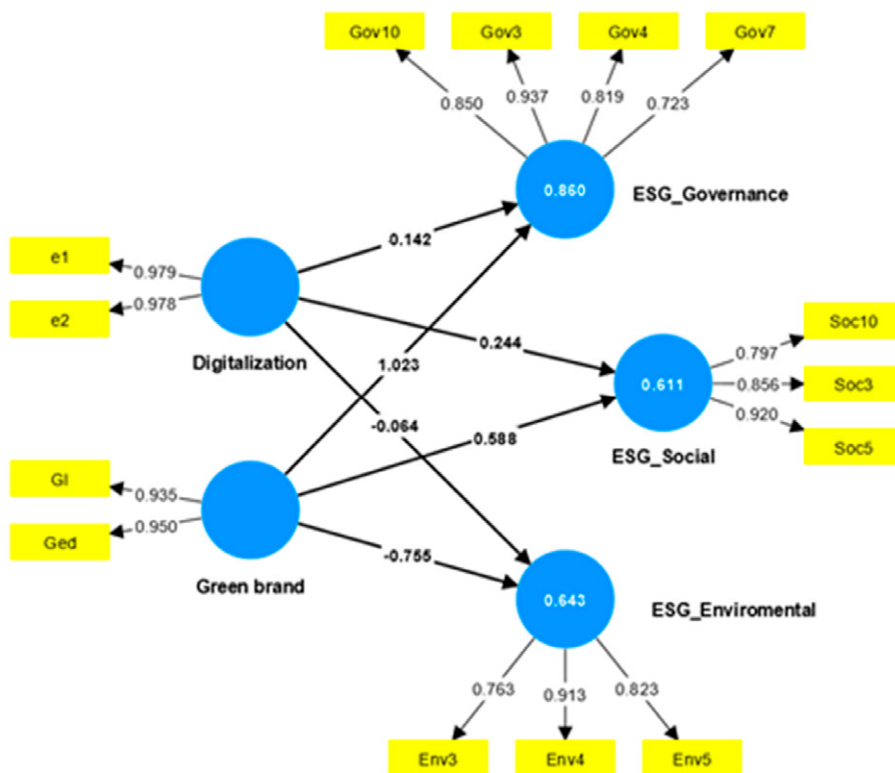 Gov10 Gov3 Gov4 Gov7
0.850 0.937 0.819 0.723
0.860 ESG_Governance
0.142
e1 0.979
e2 0.978
Digitalization
0.244
1.023
Soc10 0.797
0.611 0.856 Soc3
0.920 Soc5
ESG_Social
-0.064
0.588
GI 0.935
Ged 0.950
Green brand
-0.755
0.643 ESG_Enviromental
0.763 0.913 0.823
Env3 Env4 Env5